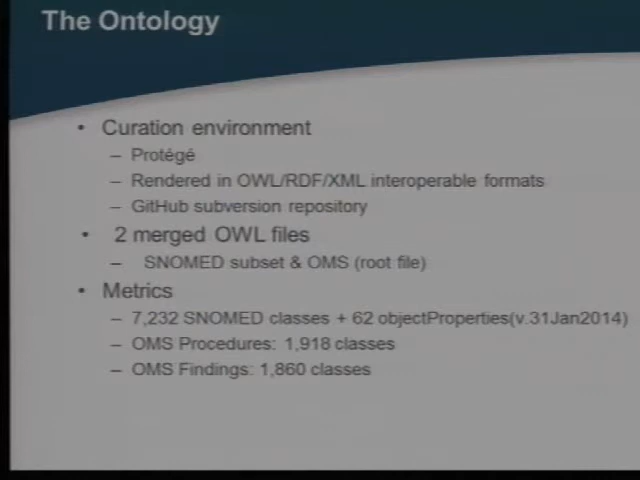 The Ontology
• Curation environment
– Protégé
– Rendered in OWL/RDF/XML interoperable formats
– GitHub subversion repository
• 2 merged OWL files
– SNOMED subset & OMS (root file)
• Metrics
– 7,232 SNOMED classes + 62 objectProperties(v.31Jan2014)
– OMS Procedures: 1,918 classes
– OMS Findings: 1,860 classes